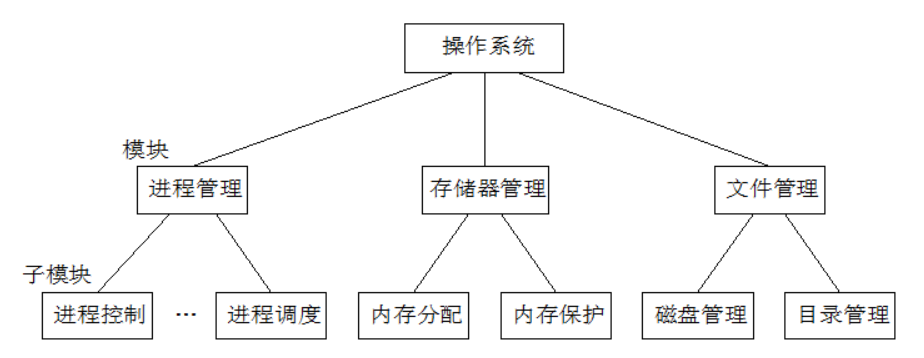 操作系统
模块
进程管理
存储器管理
文件管理
子模块
进程控制
…
进程调度
内存分配
内存保护
磁盘管理
目录管理